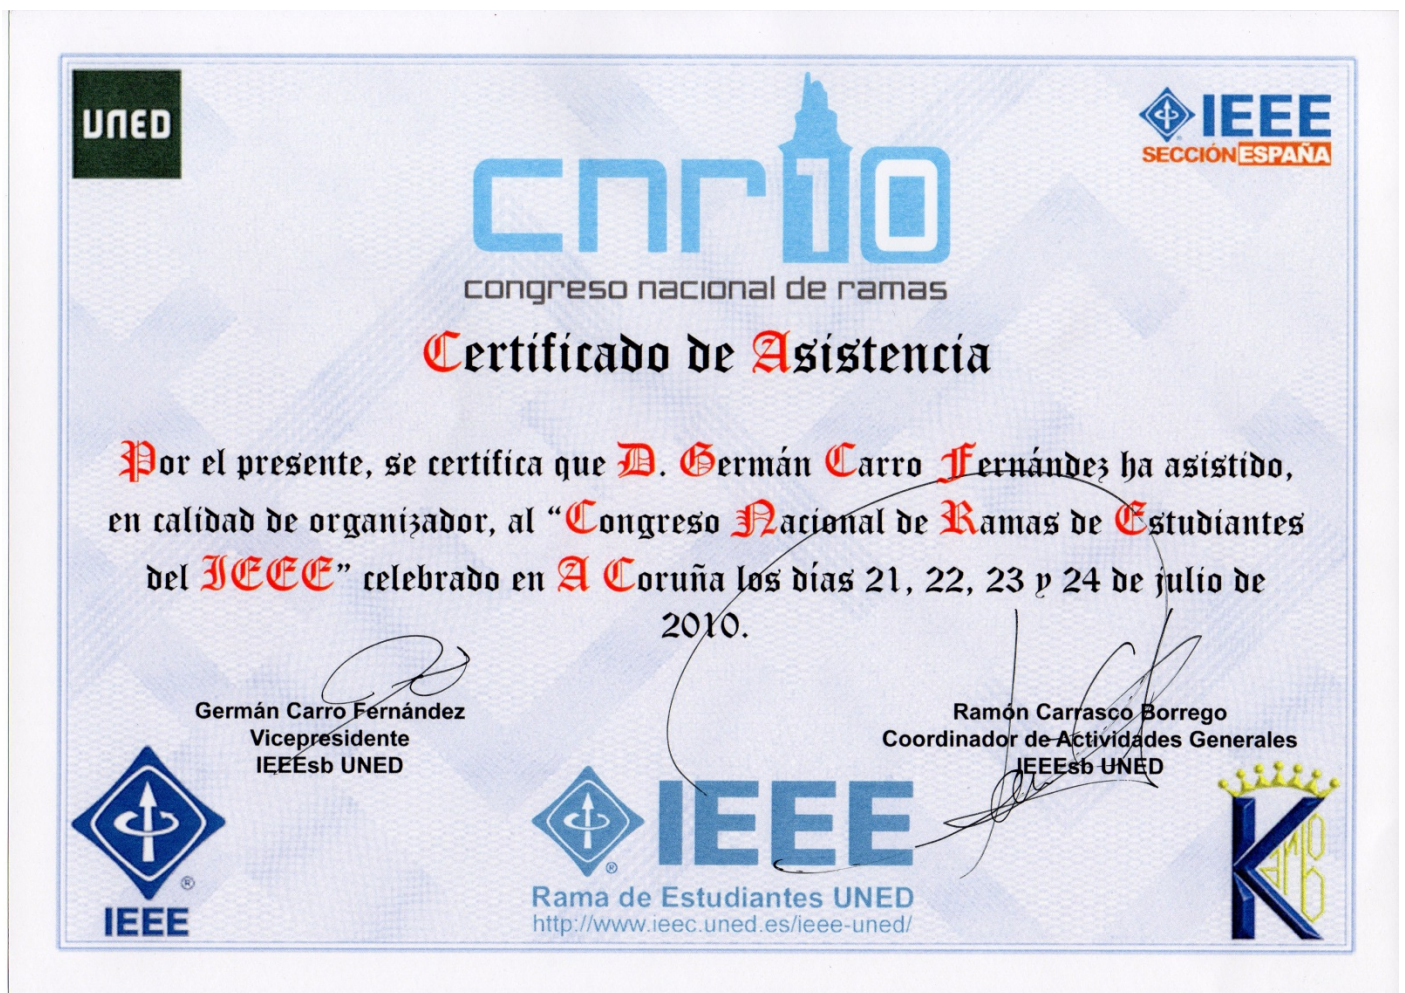 UNED
IEEE
SECCIÓN ESPAÑA
cnr10
congreso nacional de ramas
Certificado de Asistencia
Por el presente, se certifica que D. Germán Carro Fernández ha asistido,
en calidad de organizador, al “Congreso Nacional de Ramas de Estudiantes
del IEEE” celebrado en A Coruña los días 21, 22, 23 y 24 de julio de
2010.
Germán Carro Fernández
Vicepresidente
IEEEsb UNED
Ramón Carrasco Borrego
Coordinador de Actividades Generales
IEEEsb UNED
®
IEEE
IEEE
®
Rama de Estudiantes UNED
http://www.ieec.uned.es/ieee-uned/